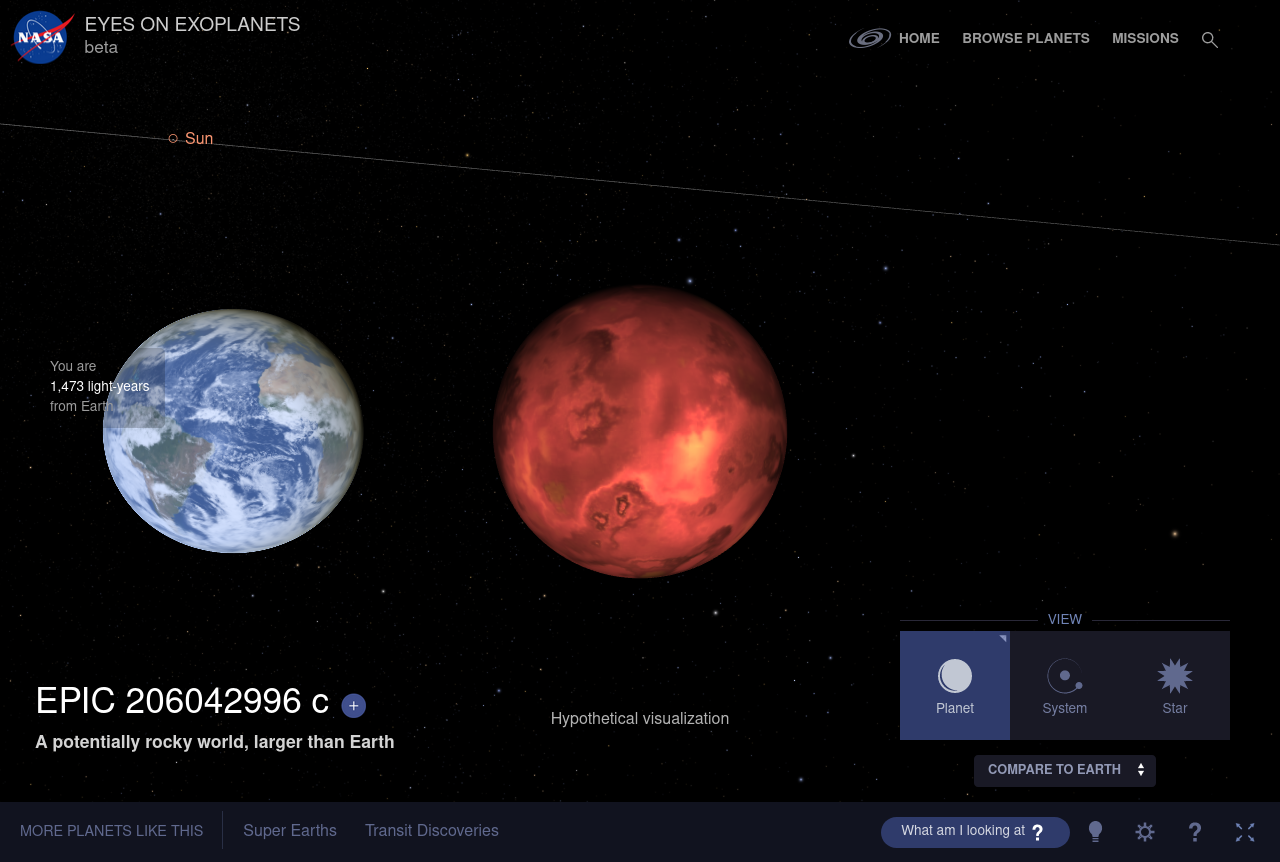 NASA
EYES ON EXOPLANETS
beta
HOME
BROWSE PLANETS
MISSIONS
Sun
You are
1,473 light-years
from Earth
EPIC 206042996 c +
A potentially rocky world, larger than Earth
Hypothetical visualization
VIEW
Planet
System
Star
COMPARE TO EARTH
MORE PLANETS LIKE THIS
Super Earths
Transit Discoveries
What am I looking at ?
?